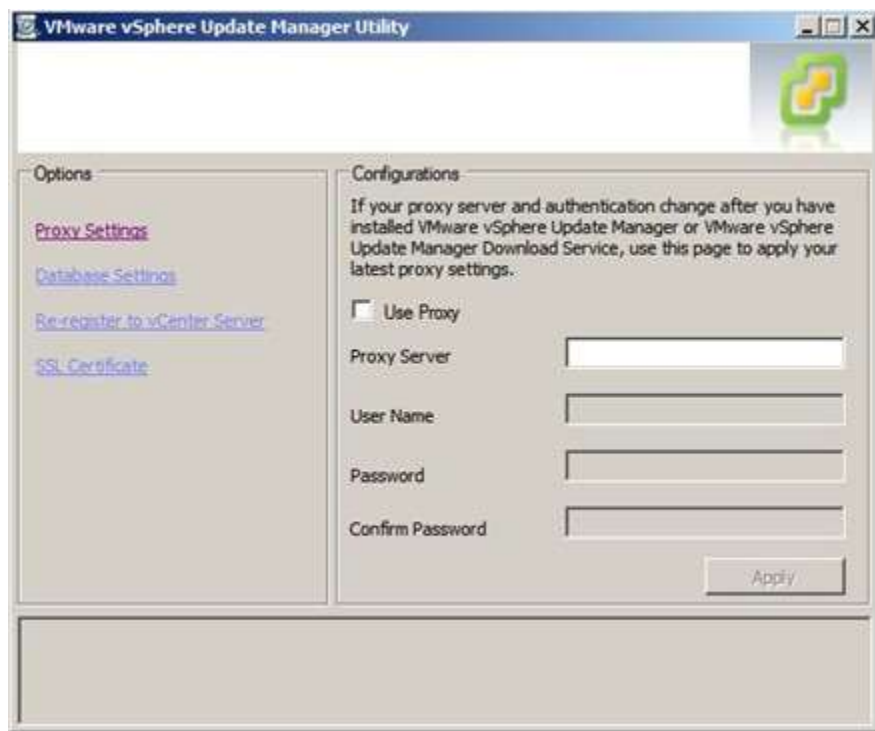 VMware vSphere Update Manager Utility
Options
Proxy Settings
Database Settings
Re-register to vCenter Server
SSL Certificate
Configurations
If your proxy server and authentication change after you have
installed VMware vSphere Update Manager or VMware vSphere
Update Manager Download Service, use this page to apply your
latest proxy settings.
Use Proxy
Proxy Server
User Name
Password
Confirm Password
Apply